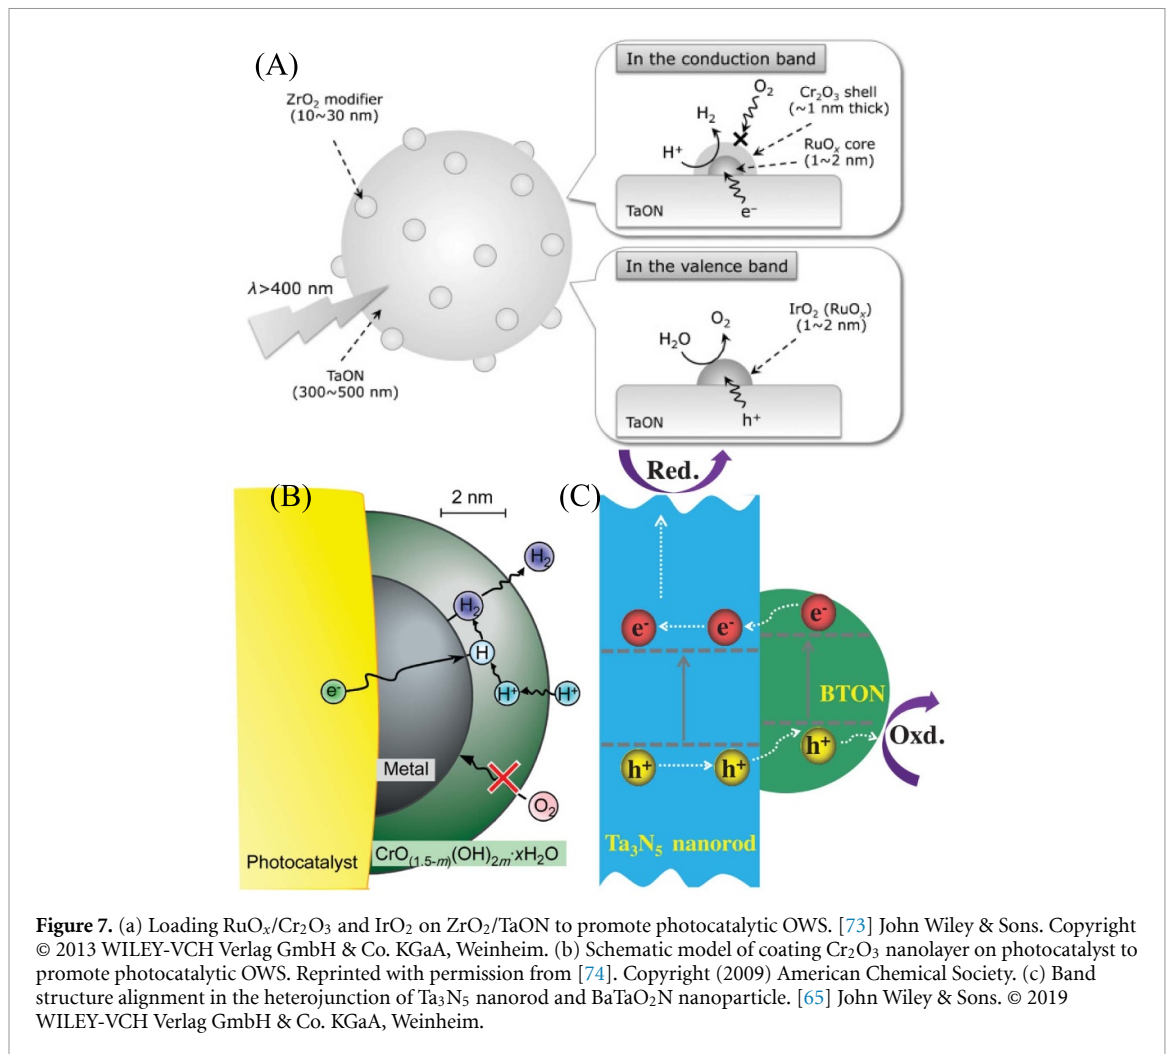 (A)
ZrO₂ modifier
(10~30 nm)
λ>400 nm
TaON
(300~500 nm)
In the conduction band
O₂
H₂
H⁺
Cr₂O₃ shell
(~1 nm thick)
RuOₓ core
(1~2 nm)
TaON
e⁻
In the valence band
O₂
H₂O
IrO₂ (RuOₓ)
(1~2 nm)
TaON
h⁺
(B)
2 nm
H₂
H₂
H
H⁺
H⁺
e⁻
Metal
O₂
Photocatalyst
CrO(1.5-m)(OH)2m·xH₂O
(C)
Red.
e⁻
e⁻
e⁻
BTON
h⁺
h⁺
h⁺
Oxd.
Ta₃N₅ nanorod
Figure 7. (a) Loading RuOₓ/Cr₂O₃ and IrO₂ on ZrO₂/TaON to promote photocatalytic OWS. [73] John Wiley & Sons. Copyright
© 2013 WILEY-VCH Verlag GmbH & Co. KGaA, Weinheim. (b) Schematic model of coating Cr₂O₃ nanolayer on photocatalyst to
promote photocatalytic OWS. Reprinted with permission from [74]. Copyright (2009) American Chemical Society. (c) Band
structure alignment in the heterojunction of Ta₃N₅ nanorod and BaTaO₂N nanoparticle. [65] John Wiley & Sons. © 2019
WILEY-VCH Verlag GmbH & Co. KGaA, Weinheim.